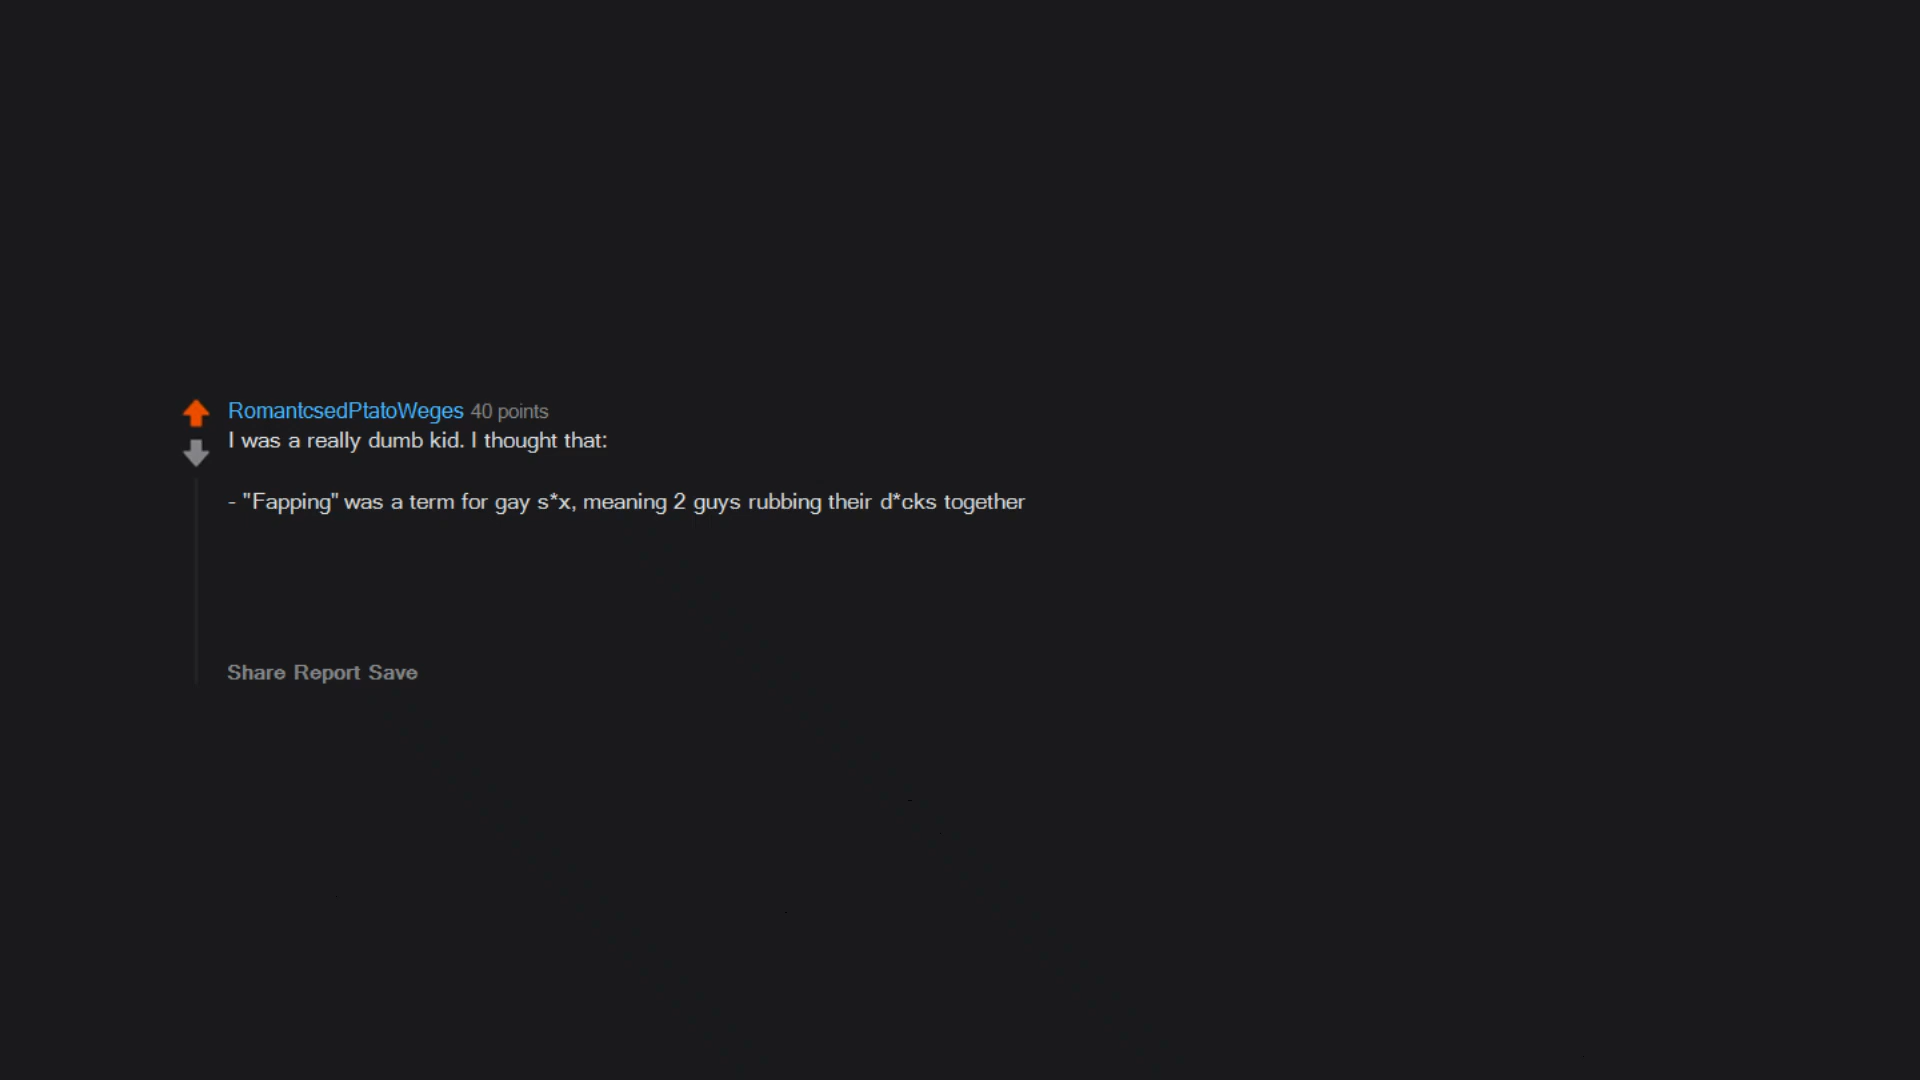 RomantcsedPtatoWeges 40 points
I was a really dumb kid. I thought that:
- "Fapping" was a term for gay s*x, meaning 2 guys rubbing their d*cks together
Share Report Save